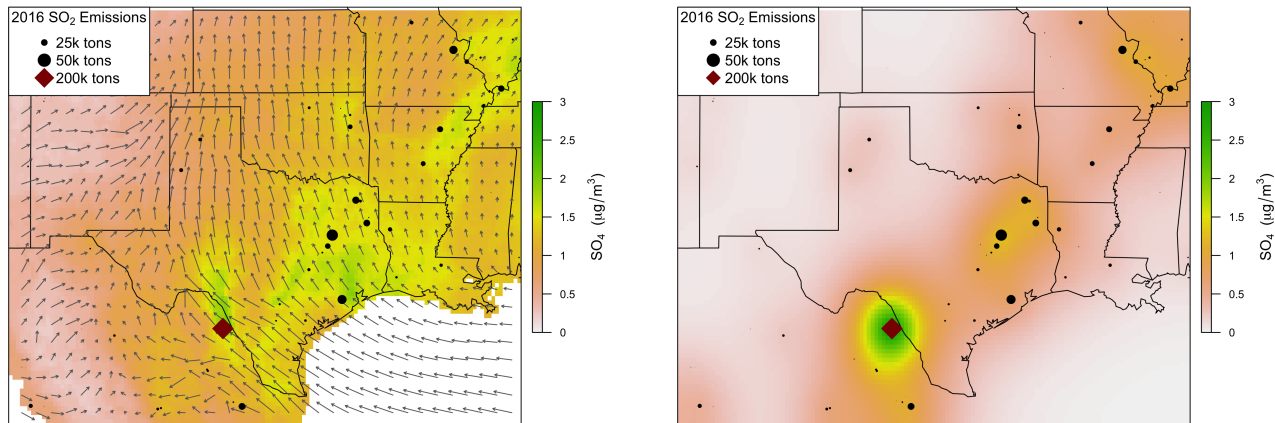 2016 SO₂ Emissions
25k tons
50k tons
200k tons
3
2.5
2
1.5
1
0.5
0
SO₄ (μg/m³)
2016 SO₂ Emissions
25k tons
50k tons
200k tons
3
2.5
2
1.5
1
0.5
0
SO₄ (μg/m³)